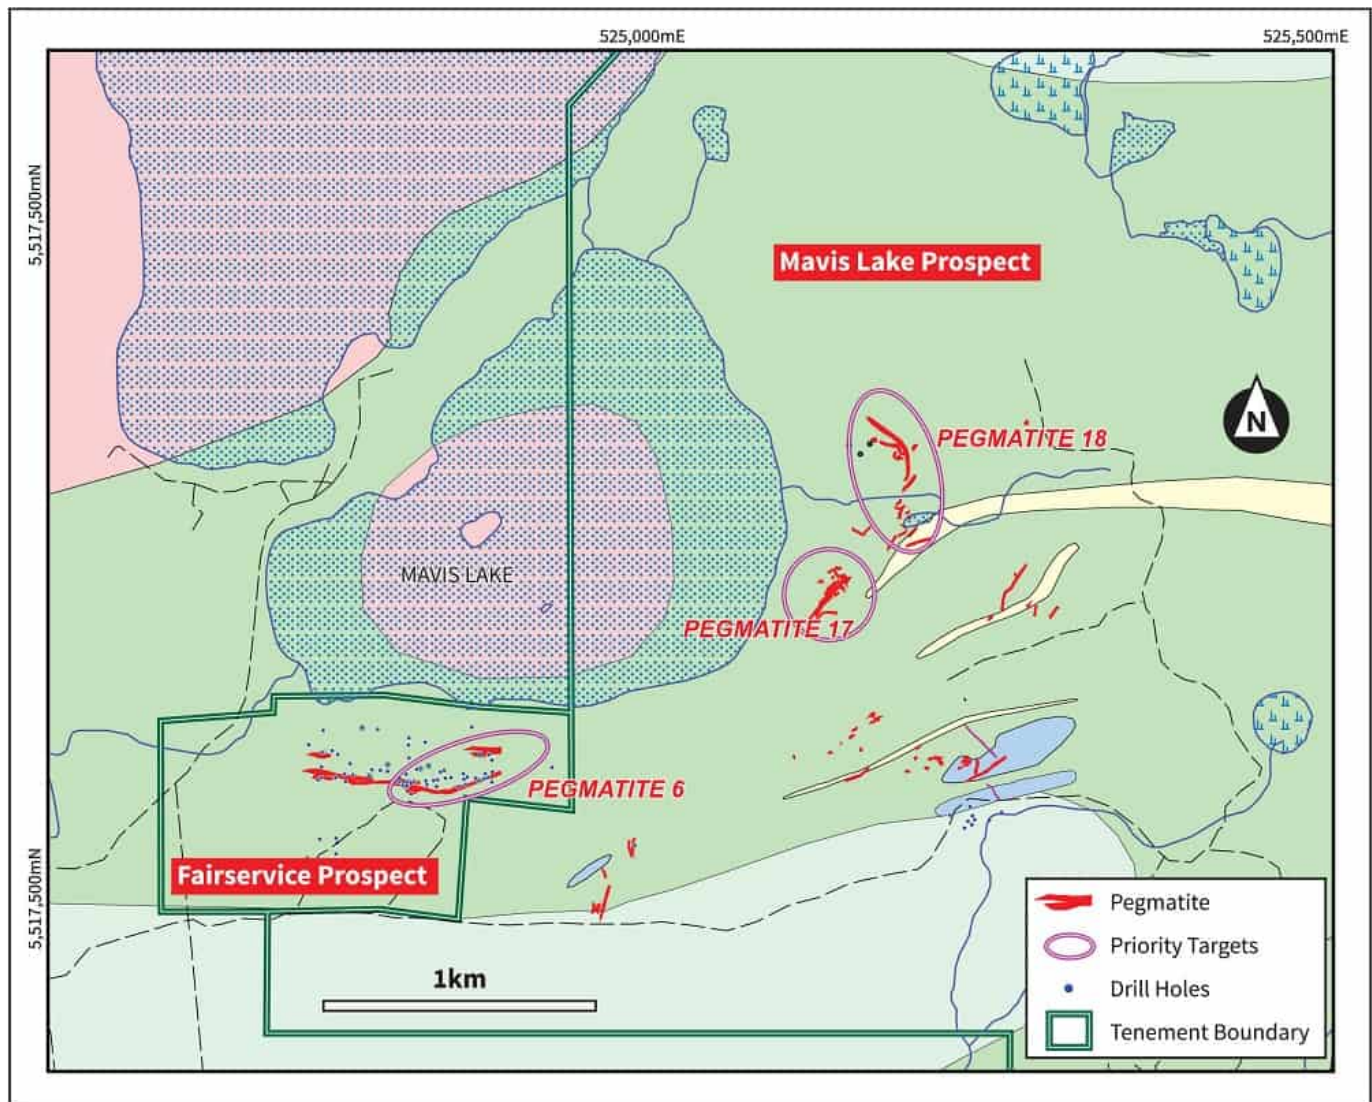 525,000mE
525,500mE
5,517,500mN
Mavis Lake Prospect
N
PEGMATITE 18
MAVIS LAKE
PEGMATITE 17
PEGMATITE 6
5,517,500mN
Fairservice Prospect
1km
Pegmatite
Priority Targets
Drill Holes
Tenement Boundary